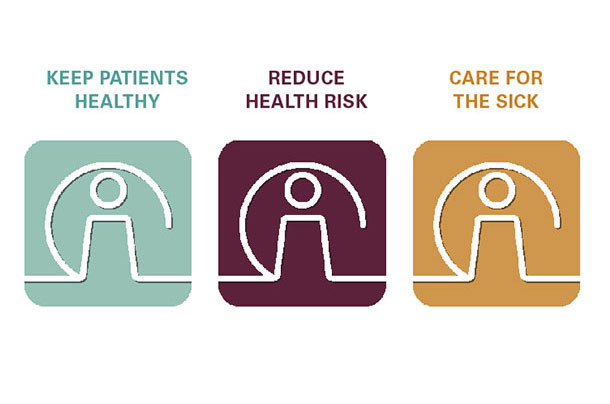 KEEP PATIENTS
HEALTHY
REDUCE
HEALTH RISK
CARE FOR
THE SICK